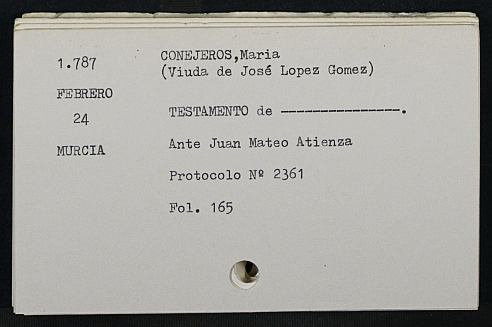 1.787
FEBRERO
24
MURCIA
CONEJEROS,Maria
(Viuda de José Lopez Gomez)
TESTAMENTO de ---------------.
Ante Juan Mateo Atienza
Protocolo Nº 2361
Fol. 165